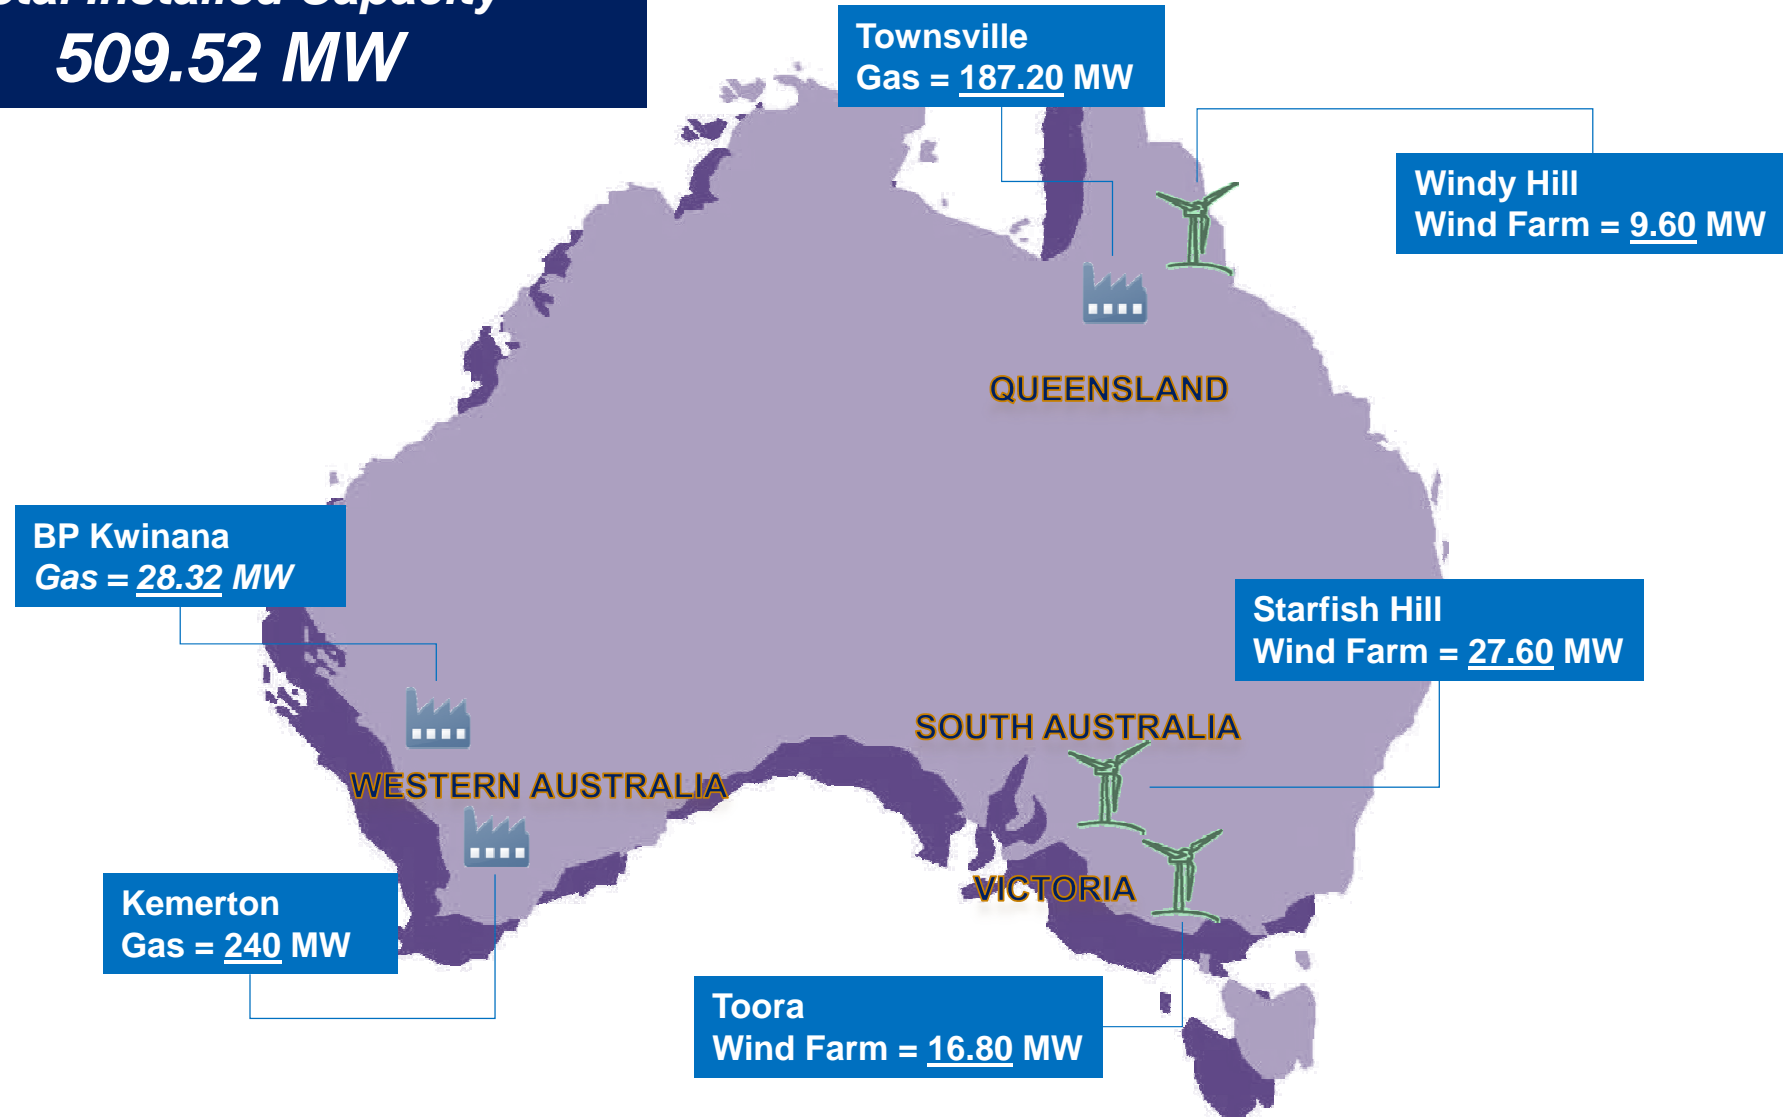 Installed Capacity
509.52 MW
Townsville
Gas = 187.20 MW
Windy Hill
Wind Farm = 9.60 MW
QUEENSLAND
BP Kwinana
Gas = 28.32 MW
Starfish Hill
Wind Farm = 27.60 MW
SOUTH AUSTRALIA
WESTERN AUSTRALIA
VICTORIA
Kemerton
Gas = 240 MW
Toora
Wind Farm = 16.80 MW